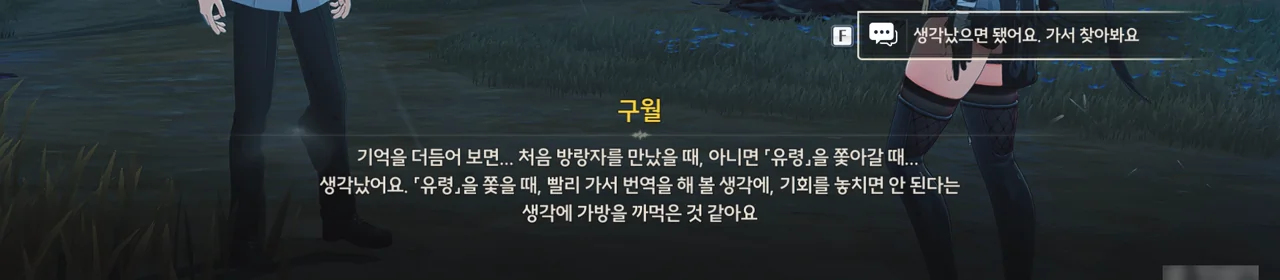 F
생각났으면 됐어요. 가서 찾아봐요
구월
기억을 더듬어 보면... 처음 방랑자를 만났을 때, 아니면 「유령」을 쫓아갈 때...
생각났어요. 「유령」을 쫓을 때, 빨리 가서 번역을 해 볼 생각에, 기회를 놓치면 안 된다는
생각에 가방을 까먹은 것 같아요